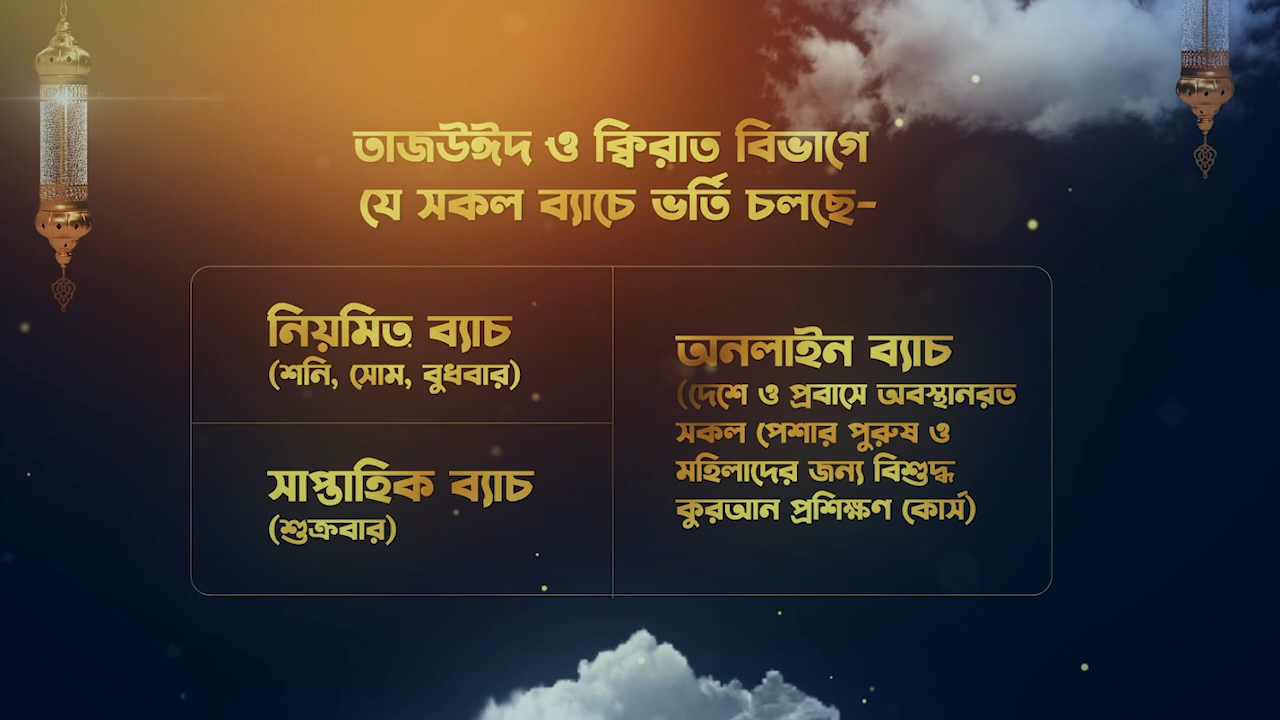 তাজউঈদ ও ক্বিরাত বিভাগে
যে সকল ব্যাচে ভর্তি চলছে-
নিয়মিত ব্যাচ
(শনি, সোম, বুধবার)
সাপ্তাহিক ব্যাচ
(শুক্রবার)
অনলাইন ব্যাচ
(দেশে ও প্রবাসে অবস্থানরত
সকল পেশার পুরুষ ও
মহিলাদের জন্য বিশুদ্ধ
কুরআন প্রশিক্ষণ কোর্স)